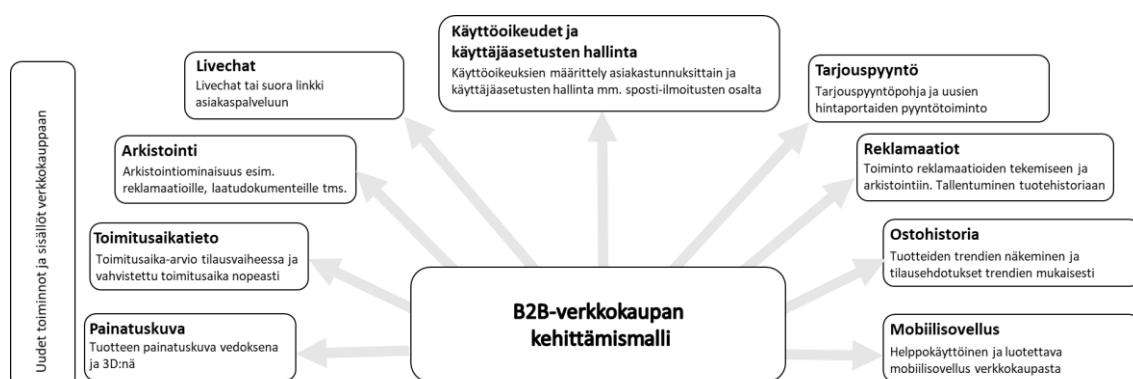 Uudet toiminnot ja sisällöt verkkokauppaan
Käyttöoikeudet ja
käyttäjäasetusten hallinta
Käyttöoikeuksien määrittely asiakastunnuksittain ja
käyttäjäasetusten hallinta mm. sposti-ilmoitusten osalta
Livechat
Livechat tai suora linkki
asiakaspalveluun
Tarjouspyyntö
Tarjouspyyntöpohja ja uusien
hintaportaiden pyyntötoiminto
Arkistointi
Arkistointiominaisuus esim.
reklamaatioille, laatudokumenteille tms.
Reklamaatiot
Toiminto reklamaatioiden tekemiseen ja
arkistointiin. Tallentuminen tuotehistoriaan
Toimitusaikatieto
Toimitusaika-arvio tilausvaiheessa ja
vahvistettu toimitusaika nopeasti
Ostohistoria
Tuotteiden trendien näkeminen ja
tilausehdotukset trendien mukaisesti
B2B-verkkokaupan
kehittämismalli
Painatuskuva
Tuotteen painatuskuva vedoksena
ja 3D:nä
Mobiilisovellus
Helppokäyttöinen ja luotettava
mobiilisovellus verkkokaupasta